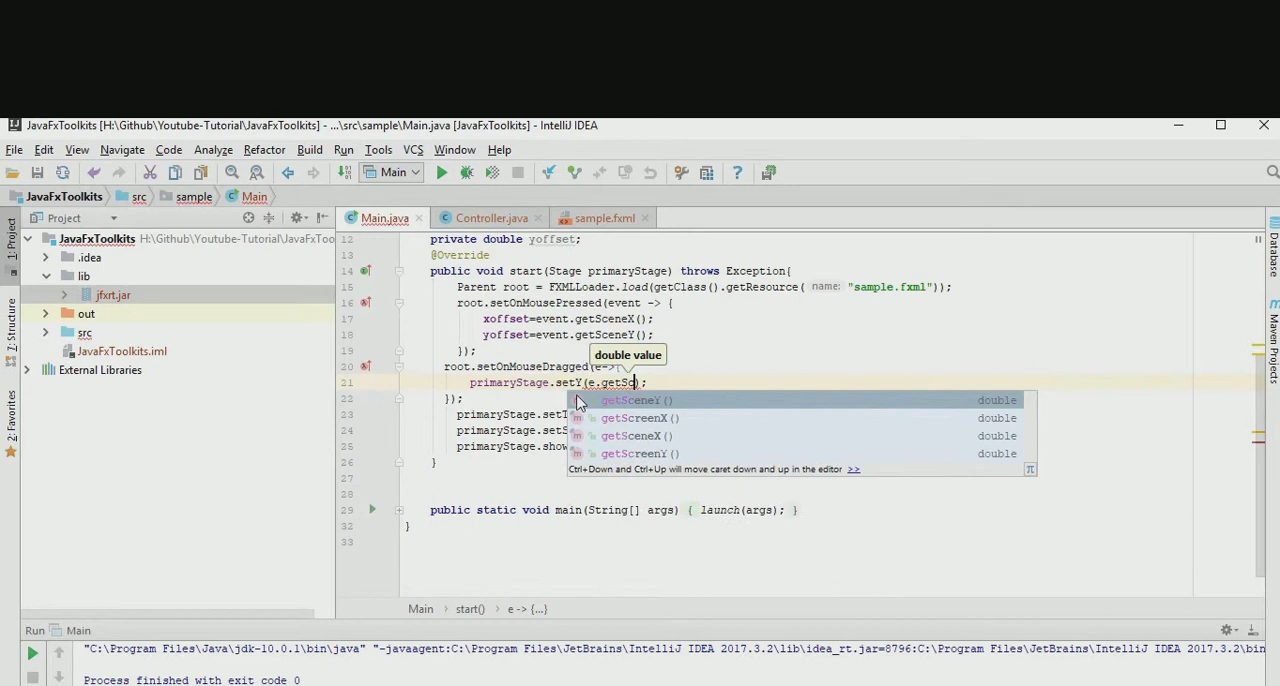 JavaFxToolkits [H:\Github\Youtube-Tutorial\JavaFxToolkits] - ...\src\sample\Main.java [JavaFxToolkits] - IntelliJ IDEA
File Edit View Navigate Code Analyze Refactor Build Run Tools VCS Window Help
Main
JavaFxToolkits src sample Main
1: Project
Project
Main.java Controller.java sample.fxml
JavaFxToolkits H:\Github\Youtube-Tutorial\JavaFxToo
.idea
lib
jfxrt.jar
out
src
JavaFxToolkits.iml
External Libraries
Structure
2: Favorites
Database
Maven Projects
12 private double yoffset;
13 @Override
14 public void start(Stage primaryStage) throws Exception{
15 Parent root = FXMLLoader.load(getClass().getResource( name: "sample.fxml"));
16 root.setOnMousePressed(event -> {
17 xoffset=event.getSceneX();
18 yoffset=event.getSceneY();
19 });
double value
20 root.setOnMouseDragged(e->{
21 primaryStage.setY(e.getSc);
22 });
23 primaryStage.setT
24 primaryStage.setS
25 primaryStage.show
26 }
27
28
29 public static void main(String[] args) { launch(args); }
32 }
33
getSceneY() double
getScreenX() double
getSceneX() double
getScreenY() double
Ctrl+Down and Ctrl+Up will move caret down and up in the editor >>
Main start() e -> {...}
Run Main
"C:\Program Files\Java\jdk-10.0.1\bin\java" "-javaagent:C:\Program Files\JetBrains\IntelliJ IDEA 2017.3.2\lib\idea_rt.jar=8796:C:\Program Files\JetBrains\IntelliJ IDEA 2017.3.2\bin
Process finished with exit code 0